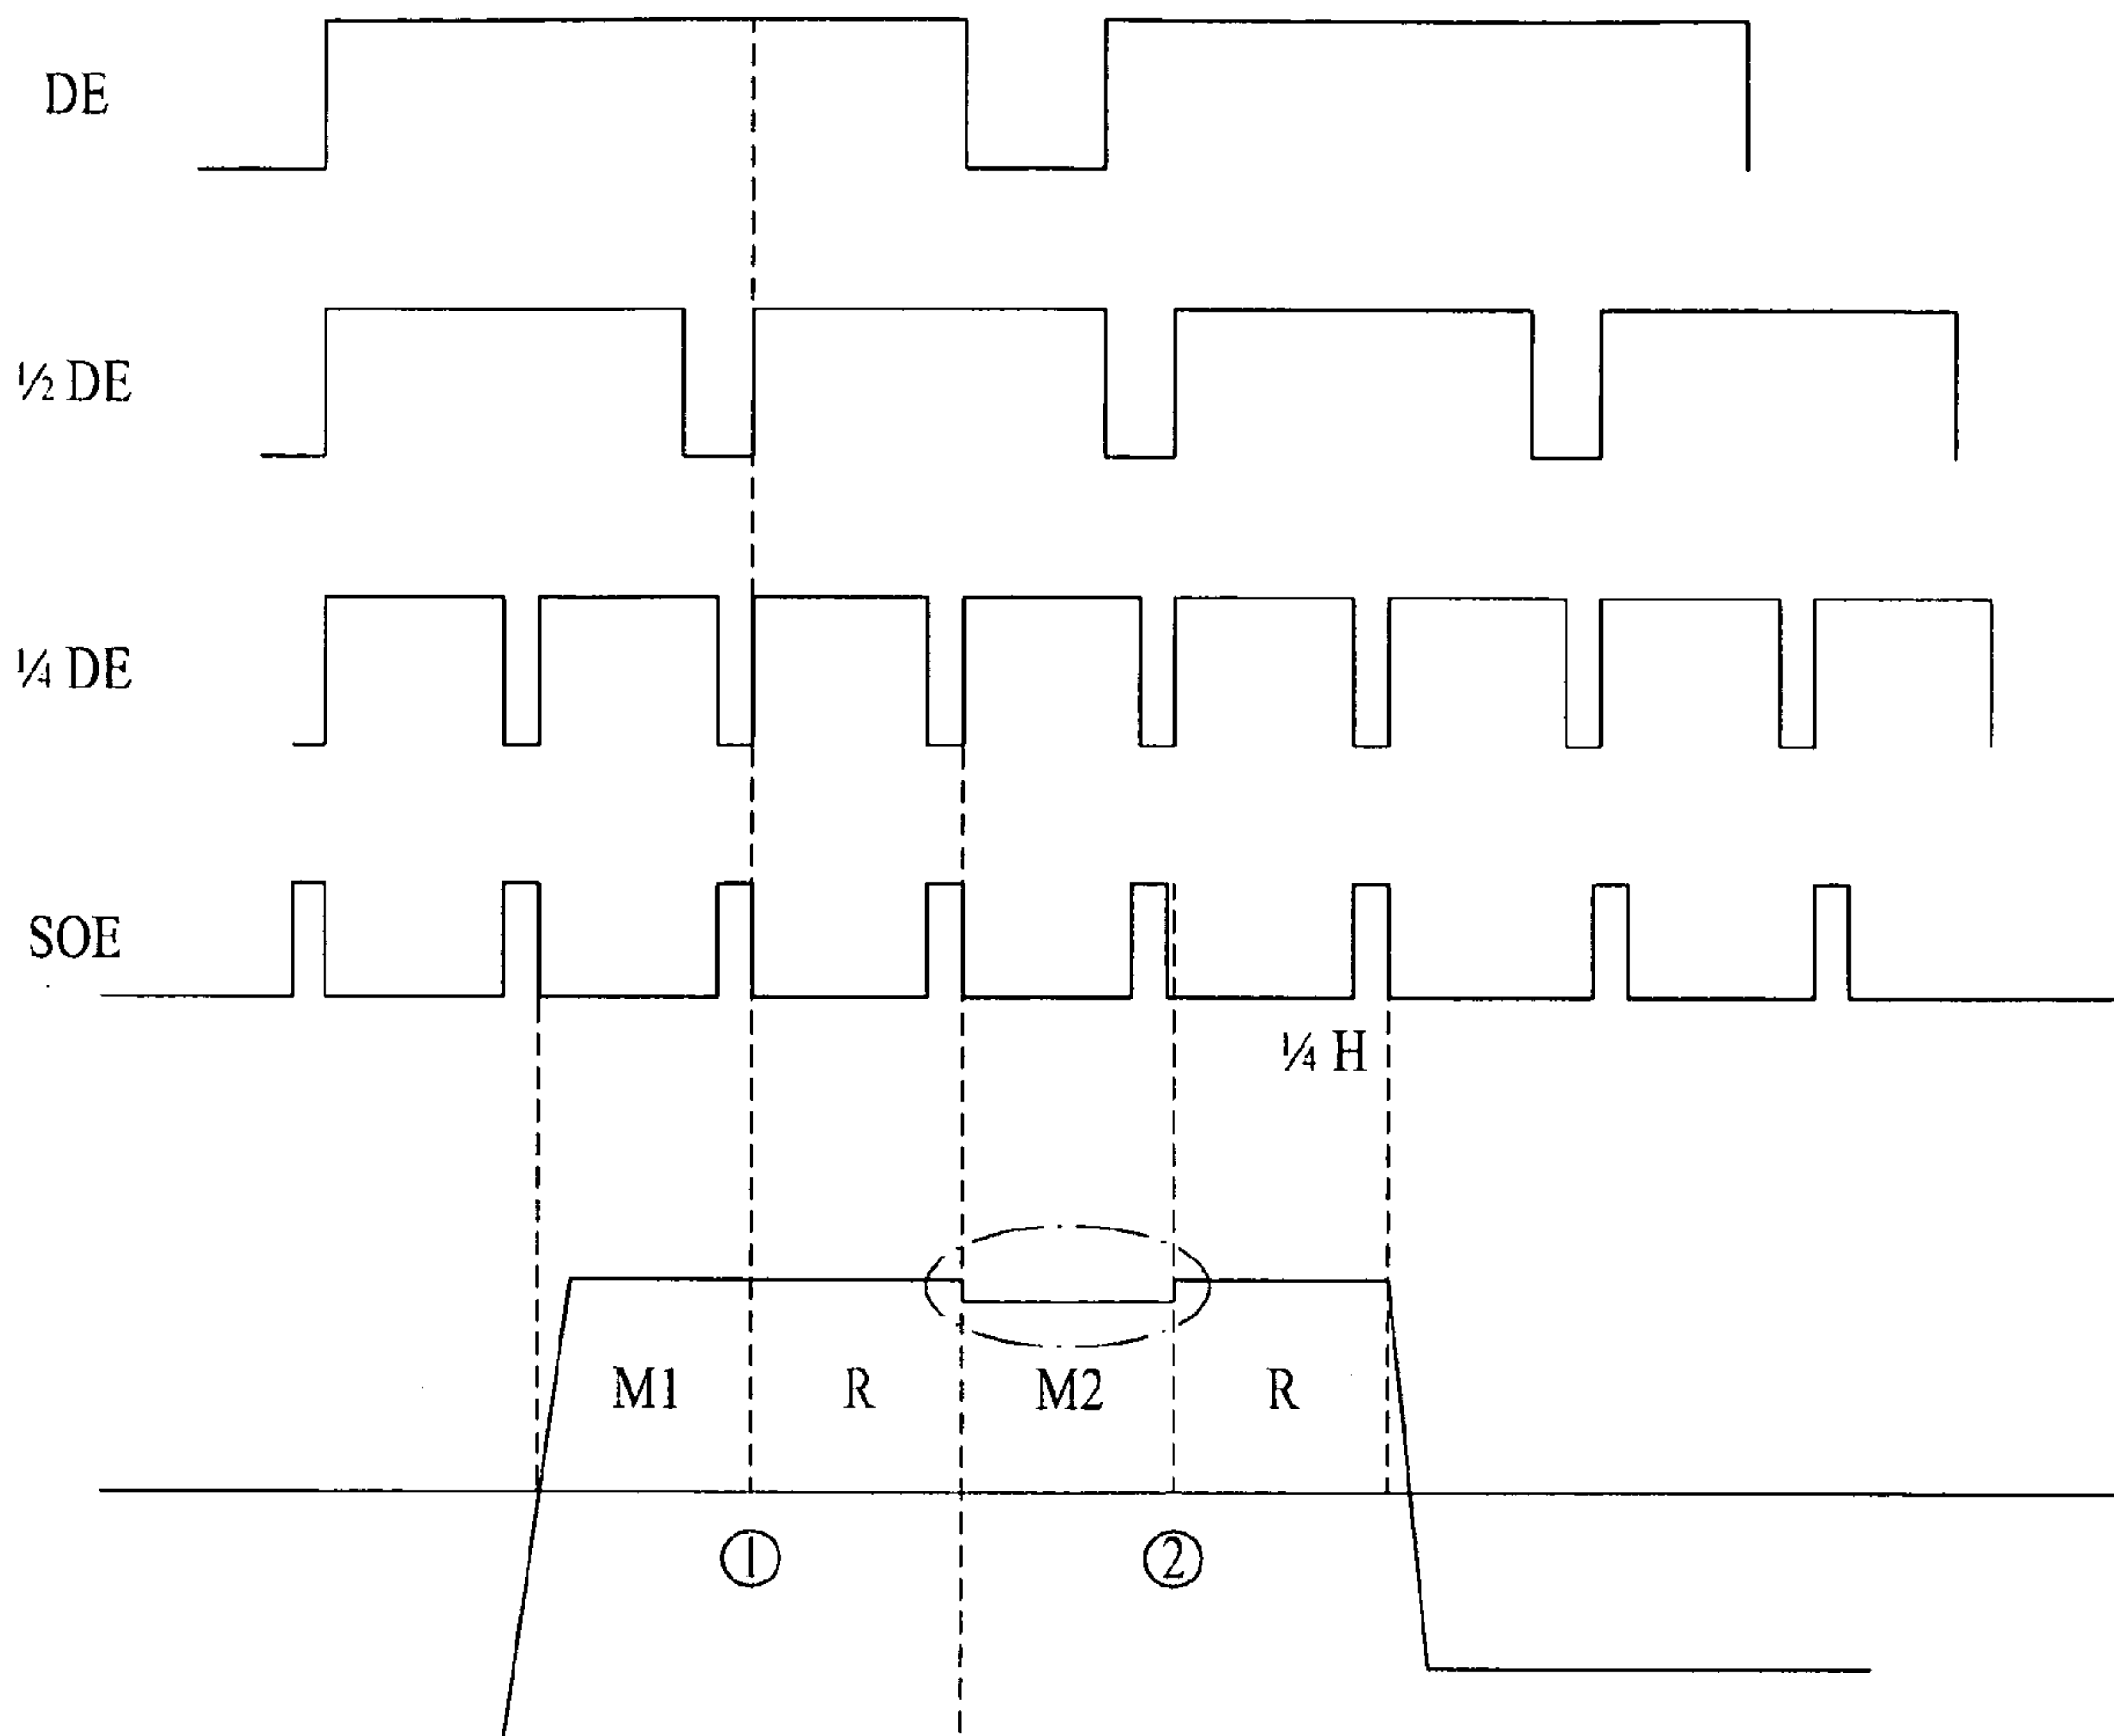 DE
½ DE
¼ DE
SOE
¼ H
M1 R M2 R
① ②